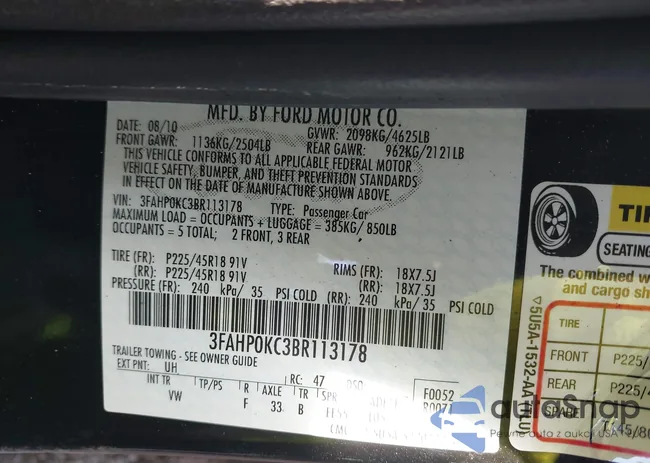 MFD. BY FORD MOTOR CO.
DATE: 08/10 GVWR: 2098KG/4625LB
FRONT GAWR: 1136KG/2504LB REAR GAWR: 962KG/2121LB
THIS VEHICLE CONFORMS TO ALL APPLICABLE FEDERAL MOTOR
VEHICLE SAFETY, BUMPER, AND THEFT PREVENTION STANDARDS
IN EFFECT ON THE DATE OF MANUFACTURE SHOWN ABOVE.
VIN: 3FAHP0KC3BR113178 TYPE: Passenger Car
MAXIMUM LOAD = OCCUPANTS + LUGGAGE = 385KG/ 850LB
OCCUPANTS = 5 TOTAL; 2 FRONT, 3 REAR
TIRE (FR): P225/45R18 91V RIMS (FR): 18X7.5J
(RR): P225/45R18 91V (RR): 18X7.5J
PRESSURE (FR): 240 kPa/ 35 PSI COLD (RR): 240 kPa/ 35 PSI COLD
3FAHP0KC3BR113178
TRAILER TOWING - SEE OWNER GUIDE
EXT PNT: UH RC: 47 DSO F0052
INT TR TP/PS R AXLE TR SPR
VW F 33 B
5U5A-1532-AA
SEATING
The combined w
and cargo sh
TIRE
FRONT P225/
REAR P225/4
SPARE
autoSnap